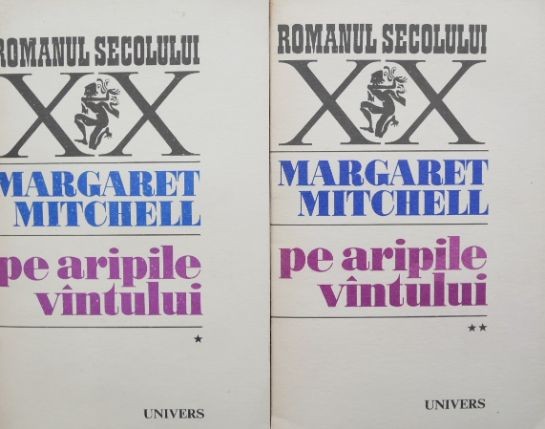 ROMANUL SECOLULUI
XX
MARGARET
MITCHELL
pe aripile
vîntului
*
UNIVERS
ROMANUL SECOLULUI
XX
MARGARET
MITCHELL
pe aripile
vîntului
**
UNIVERS